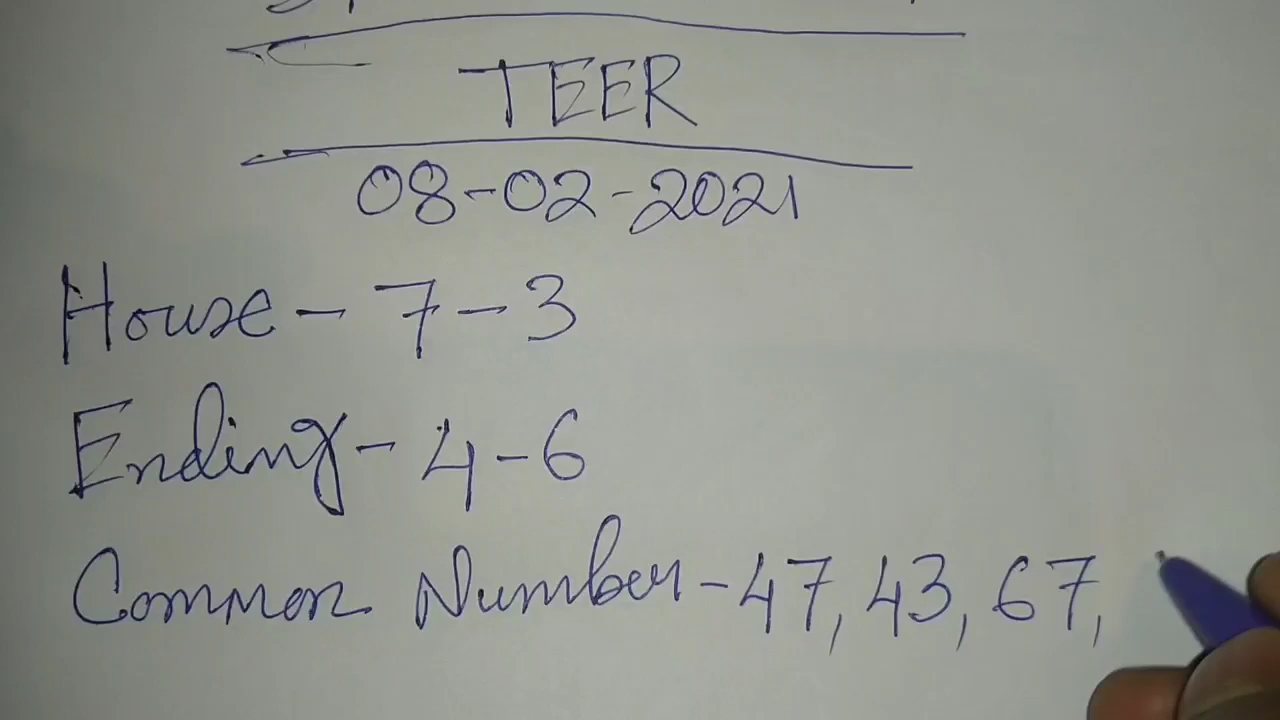 TEER
08-02-2021
House - 7 - 3
Ending - 4 - 6
Common Number - 47, 43, 67,